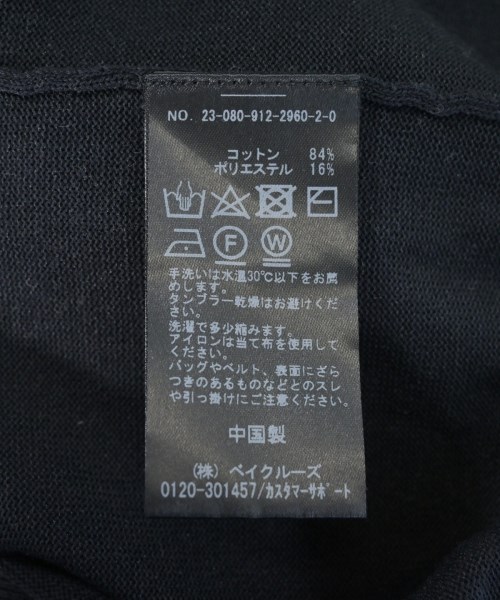 NO. 23-080-912-2960-2-0
コットン 84%
ポリエステル 16%
F W
手洗いは水温30℃以下をお薦
めします。
タンブラー乾燥はお避けくだ
さい。
洗濯で多少縮みます。
アイロンは当て布を使用してく
ださい。
バッグやベルト、表面にざら
つきのあるものなどとのスレ
や引っ掛けにご注意ください。
中国製
(株) ベイクルーズ
0120-301457/カスタマーサポート